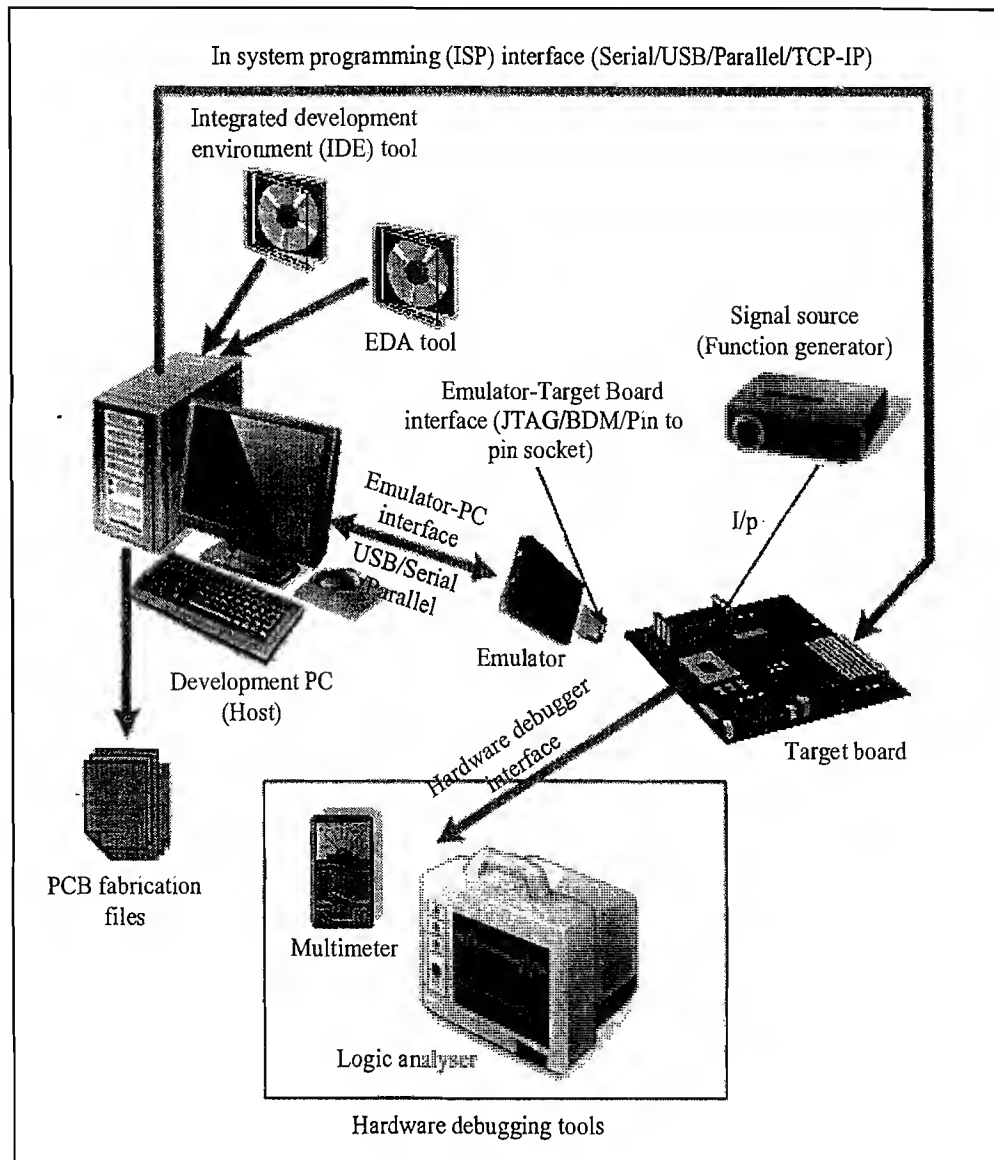 In system programming (ISP) interface (Serial/USB/Parallel/TCP-IP)
Integrated development
environment (IDE) tool
EDA tool
Signal source
(Function generator)
Emulator-Target Board
interface (JTAG/BDM/Pin to
pin socket)
I/p
Emulator-PC
interface
USB/Serial
/Parallel
Emulator
Development PC
(Host)
Target board
Hardware debugger
interface
PCB fabrication
files
Multimeter
Logic analyser
Hardware debugging tools